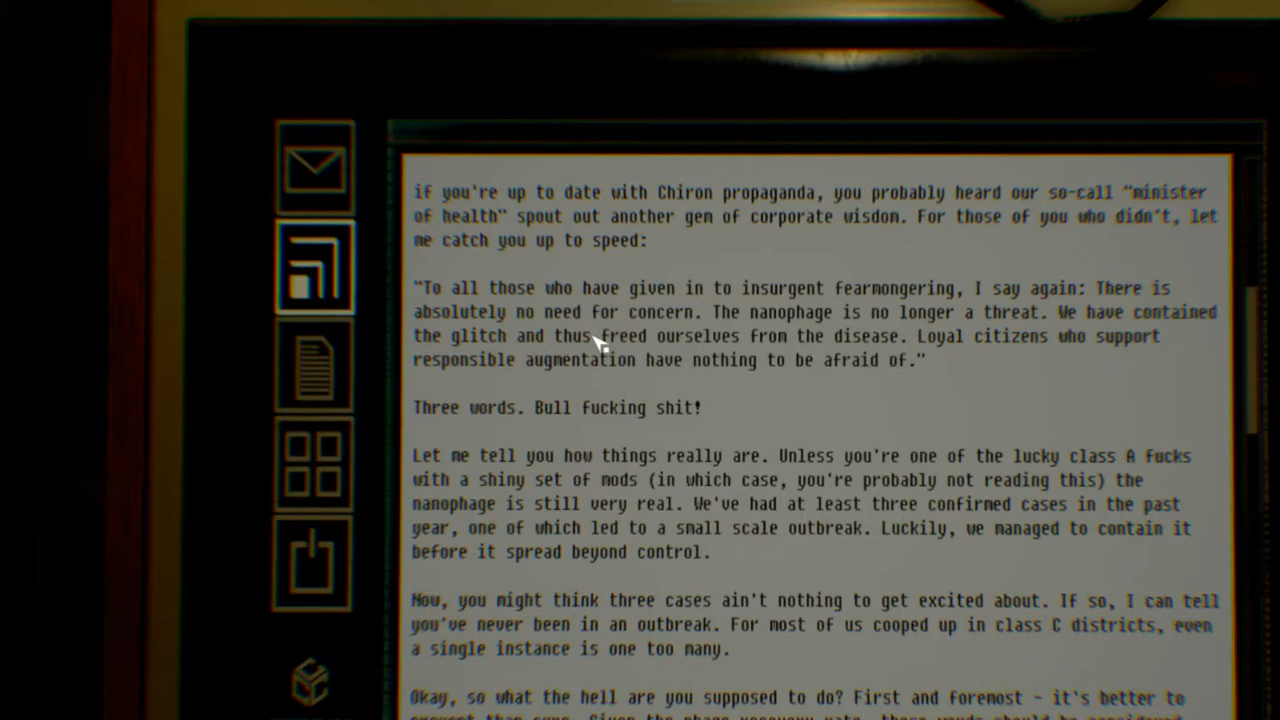 if you're up to date with Chiron propaganda, you probably heard our so-call "minister
of health" spout out another gem of corporate wisdom. For those of you who didn't, let
me catch you up to speed:
"To all those who have given in to insurgent fearmongering, I say again: There is
absolutely no need for concern. The nanophage is no longer a threat. We have contained
the glitch and thus freed ourselves from the disease. Loyal citizens who support
responsible augmentation have nothing to be afraid of."
Three words. Bull fucking shit!
Let me tell you how things really are. Unless you're one of the lucky class A fucks
with a shiny set of mods (in which case, you're probably not reading this) the
nanophage is still very real. We've had at least three confirmed cases in the past
year, one of which led to a small scale outbreak. Luckily, we managed to contain it
before it spread beyond control.
Now, you might think three cases ain't nothing to get excited about. If so, I can tell
you've never been in an outbreak. For most of us cooped up in class C districts, even
a single instance is one too many.
Okay, so what the hell are you supposed to do? First and foremost - it's better to